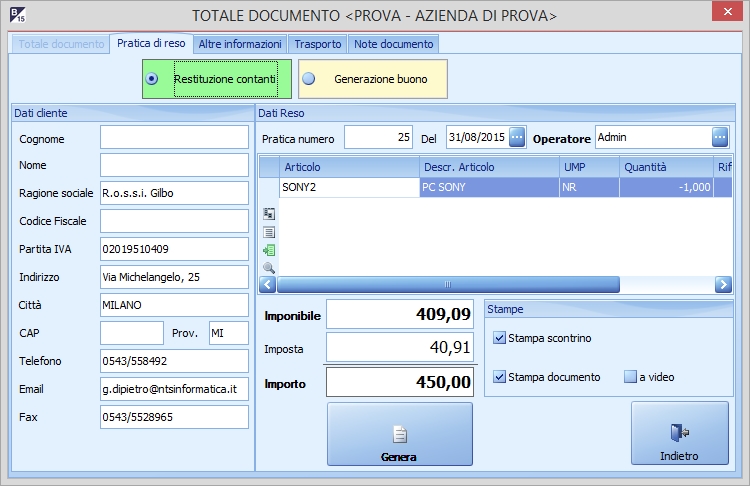 B
15
TOTALE DOCUMENTO <PROVA - AZIENDA DI PROVA>
Totale documento
Pratica di reso
Altre informazioni
Trasporto
Note documento
Restituzione contanti
Generazione buono
Dati cliente
Cognome
Nome
Ragione sociale R.o.s.s.i. Gilbo
Codice Fiscale
Partita IVA 02019510409
Indirizzo Via Michelangelo, 25
Città MILANO
CAP Prov. MI
Telefono 0543/558492
Email g.dipietro@ntsinformatica.it
Fax 0543/5528965
Dati Reso
Pratica numero 25 Del 31/08/2015 ... Operatore Admin ...
Articolo Descr. Articolo UMP Quantità Rif
SONY2 PC SONY NR -1,000
Imponibile 409,09
Imposta 40,91
Importo 450,00
Stampe
Stampa scontrino
Stampa documento a video
Genera
Indietro